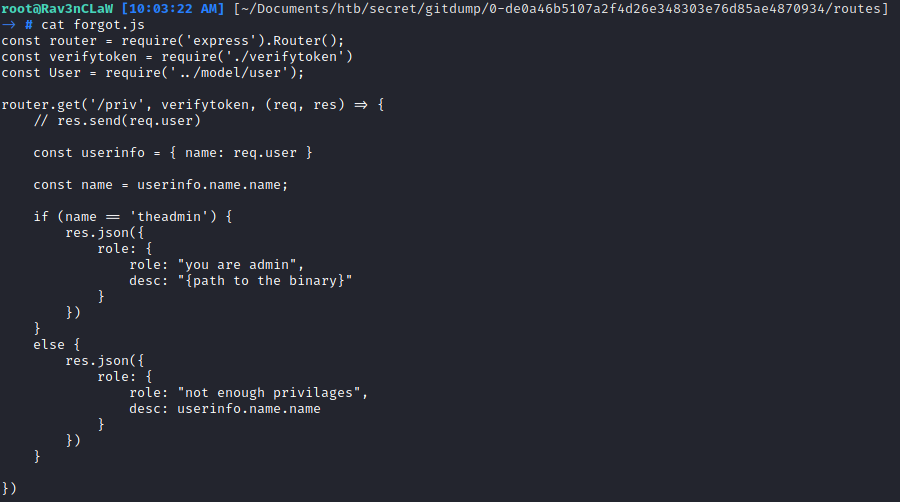 root@Rav3nCLaW [10:03:22 AM] [~/Documents/htb/secret/gitdump/0-de0a46b5107a2f4d26e348303e76d85ae4870934/routes]
-> # cat forgot.js
const router = require('express').Router();
const verifytoken = require('./verifytoken')
const User = require('../model/user');

router.get('/priv', verifytoken, (req, res) => {
    // res.send(req.user)

    const userinfo = { name: req.user }

    const name = userinfo.name.name;

    if (name == 'theadmin') {
        res.json({
            role: {
                role: "you are admin",
                desc: "{path to the binary}"
            }
        })
    }
    else {
        res.json({
            role: {
                role: "not enough privilages",
                desc: userinfo.name.name
            }
        })
    }

})